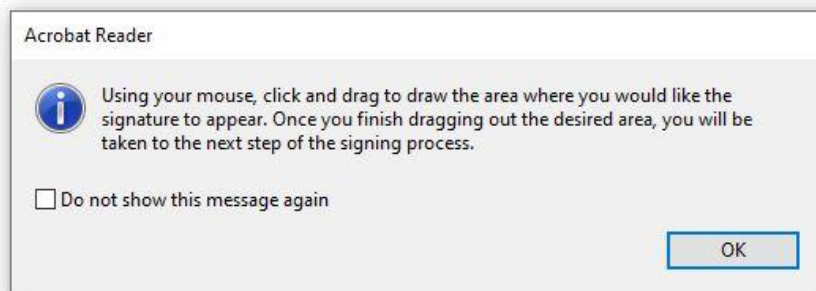 Acrobat Reader
Using your mouse, click and drag to draw the area where you would like the
signature to appear. Once you finish dragging out the desired area, you will be
taken to the next step of the signing process.
Do not show this message again
OK